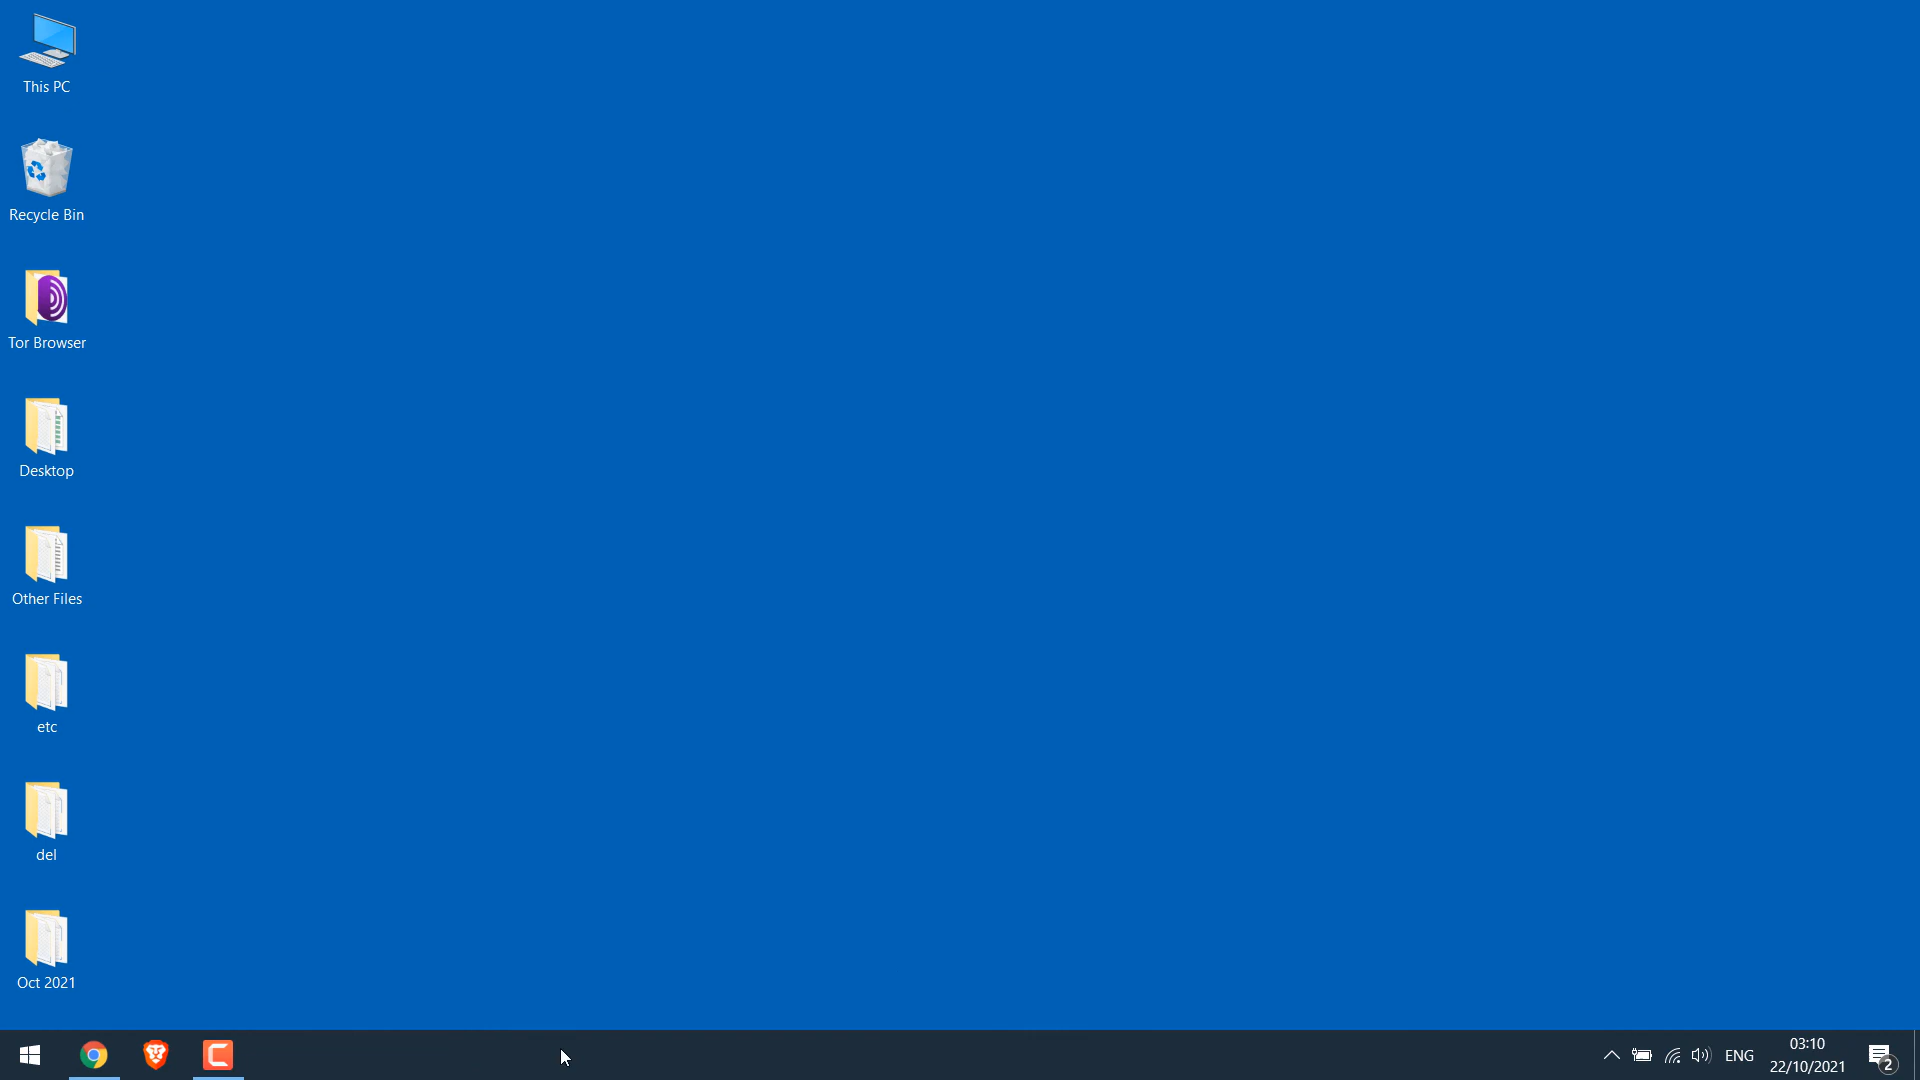 This PC
Recycle Bin
Tor Browser
Desktop
Other Files
etc
del
Oct 2021
ENG
03:10
22/10/2021
2